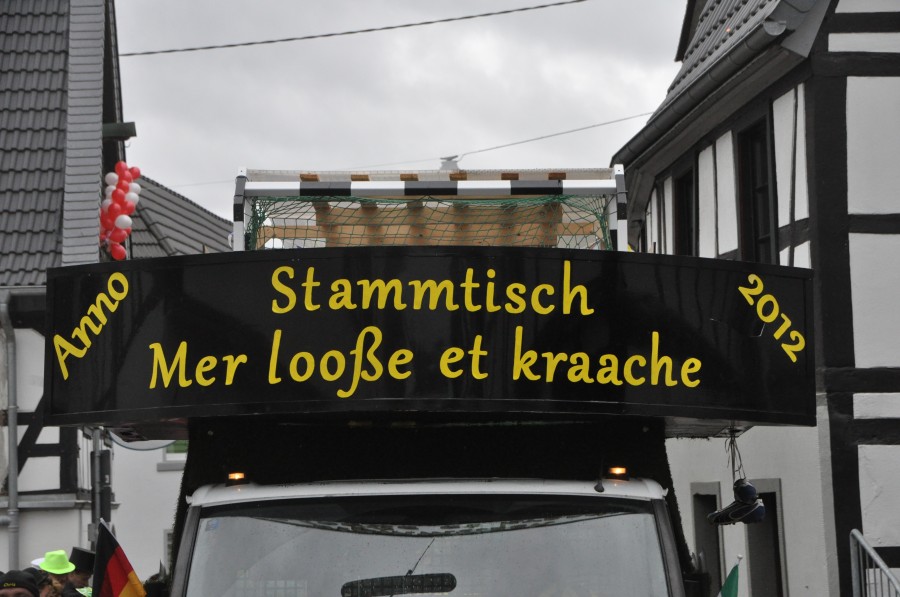 Anno
Stammtisch
2012
Mer looße et kraache